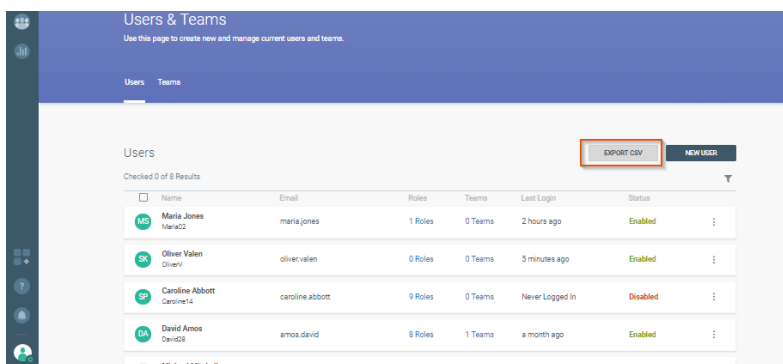 Users & Teams
Use this page to create new and manage current users and teams.
Users Teams
Users
EXPORT CSV NEW USER
Checked 0 of 8 Results
Name Email Roles Teams Last Login Status
MS Maria Jones maria.jones 1 Roles 0 Teams 2 hours ago Enabled
Maria02
SK Oliver Valen oliver.valen 0 Roles 0 Teams 5 minutes ago Enabled
OliverV
SP Caroline Abbott caroline.abbott 9 Roles 0 Teams Never Logged In Disabled
Caroline14
DA David Amos amos.david 8 Roles 1 Teams a month ago Enabled
David28